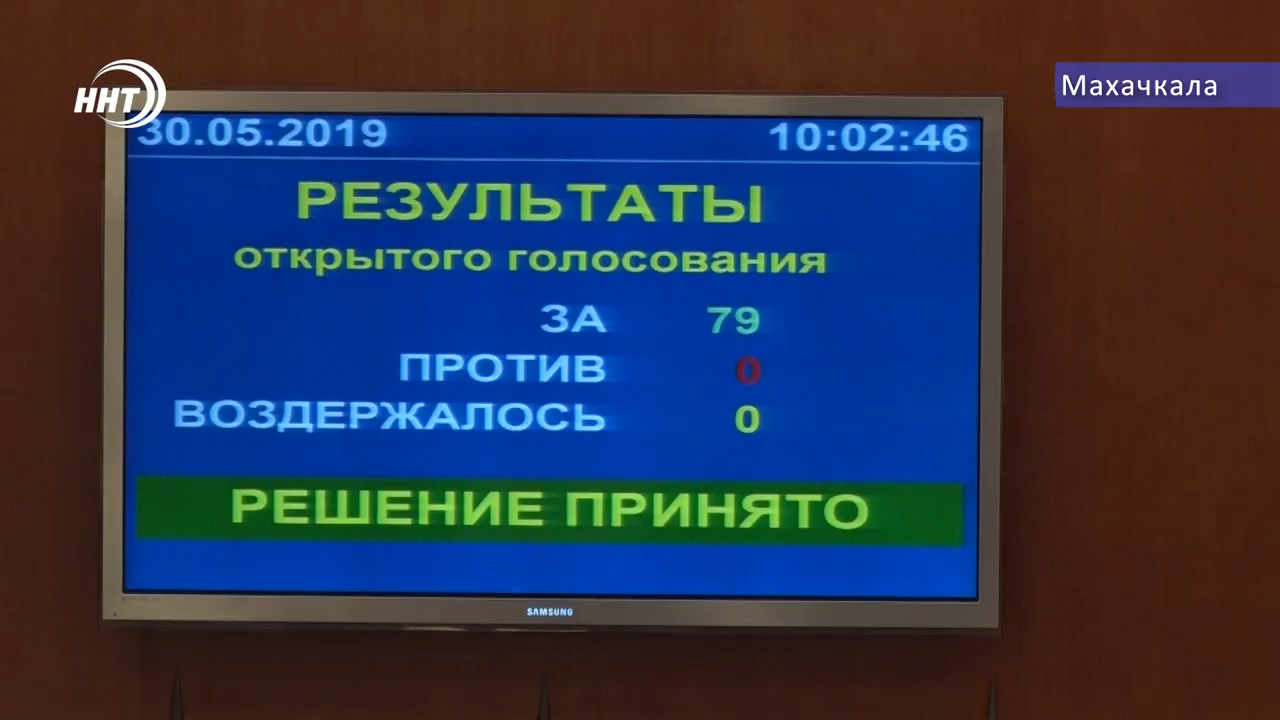 ННТ
Махачкала
30.05.2019 10:02:46
РЕЗУЛЬТАТЫ
открытого голосования
ЗА 79
ПРОТИВ 0
ВОЗДЕРЖАЛОСЬ 0
РЕШЕНИЕ ПРИНЯТО
SAMSUNG